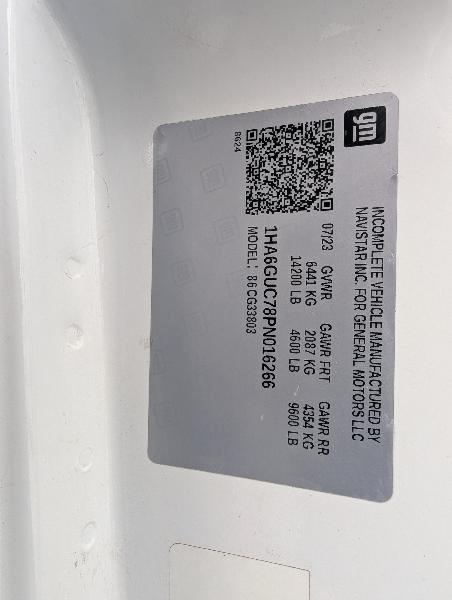 gm
INCOMPLETE VEHICLE MANUFACTURED BY
NAVISTAR INC. FOR GENERAL MOTORS LLC
07/23 GVWR GAWR FRT GAWR RR
6441 KG 2087 KG 4354 KG
14200 LB 4600 LB 9600 LB
1HA6GUC78PN016266
MODEL: 86CG33803
8624